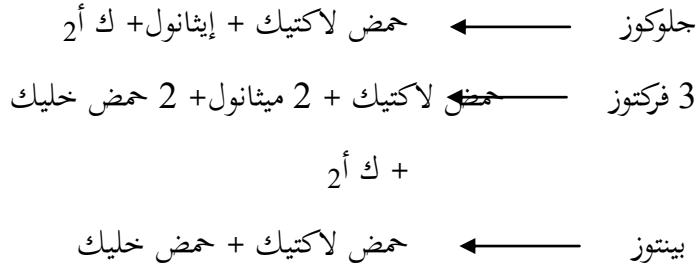 جلوكوز ← حمض لاكتيك + إيثانول+ ك أ2
3 فركتوز ← حمض لاكتيك + 2 ميثانول+ 2 حمض خليك
+ ك أ2
بينتوز ← حمض لاكتيك + حمض خليك